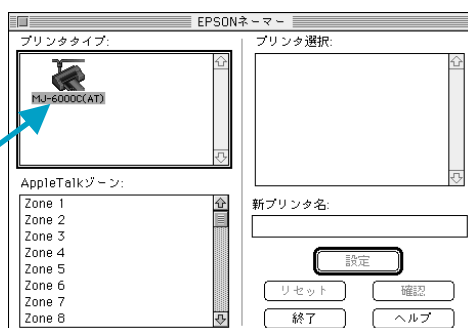 EPSONネーマー
プリンタタイプ:
MJ-6000C(AT)
AppleTalkゾーン:
Zone 1
Zone 2
Zone 3
Zone 4
Zone 5
Zone 6
Zone 7
Zone 8
プリンタ選択:
新プリンタ名:
設定
リセット
確認
終了
ヘルプ